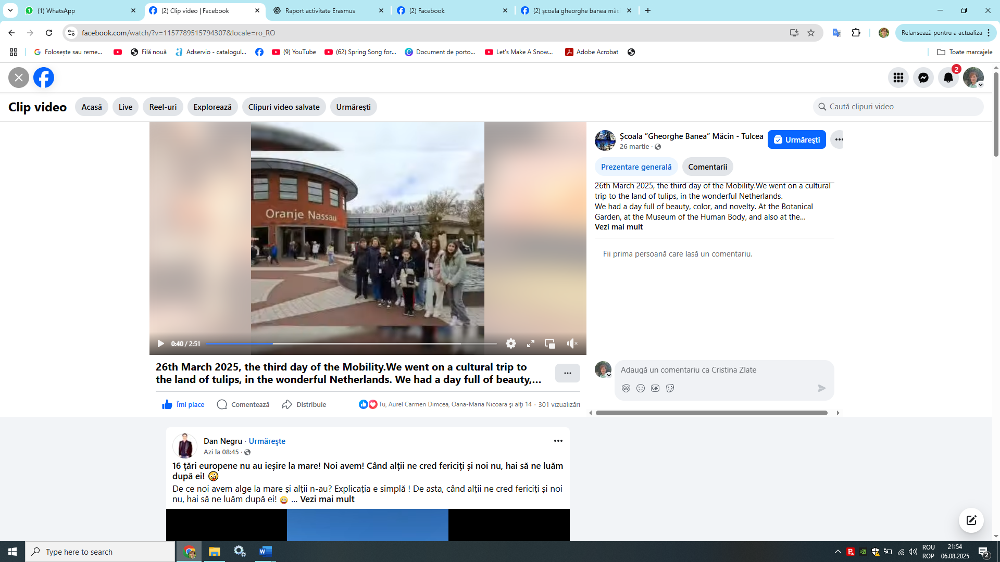 (1) WhatsApp
(2) Clip video | Facebook
Raport activitate Erasmus
(2) Facebook
(2) școala gheorghe banea măc
facebook.com/watch/?v=1157789515794307&locale=ro_RO
Relansează pentru a actualiza
Folosește sau reme...
Filă nouă
Adservio - catalogul...
(9) YouTube
(62) Spring Song for...
Document de porto...
Let's Make A Snow...
Adobe Acrobat
Toate marcajele
2
Clip video
Acasă
Live
Reel-uri
Explorează
Clipuri video salvate
Urmărești
Caută clipuri video
Oranje Nassau
0:40 / 2:51
Școala “Gheorghe Banea” Măcin - Tulcea
26 martie ·
Urmărești
Prezentare generală
Comentarii
26th March 2025, the third day of the Mobility.We went on a cultural
trip to the land of tulips, in the wonderful Netherlands.
We had a day full of beauty, color, and novelty. At the Botanical
Garden, at the Museum of the Human Body, and also at the...
Vezi mai mult
Fii prima persoană care lasă un comentariu.
Adaugă un comentariu ca Cristina Zlate
GIF
26th March 2025, the third day of the Mobility.We went on a cultural trip to
the land of tulips, in the wonderful Netherlands. We had a day full of beauty,...
Îmi place
Comentează
Distribuie
Tu, Aurel Carmen Dimcea, Oana-Maria Nicoara și alți 14 · 301 vizualizări
Dan Negru · Urmărește
Azi la 08:45 ·
16 țări europene nu au ieșire la mare! Noi avem! Când alții ne cred fericiți și noi nu, hai să ne luăm
după ei! 🤪
De ce noi avem alge la mare și alții n-au? Explicația e simplă ! De asta, când alții ne cred fericiți și noi
nu, hai să ne luăm după ei! 😀 ... Vezi mai mult
Type here to search
ROU
ROP
21:54
06.08.2025
2